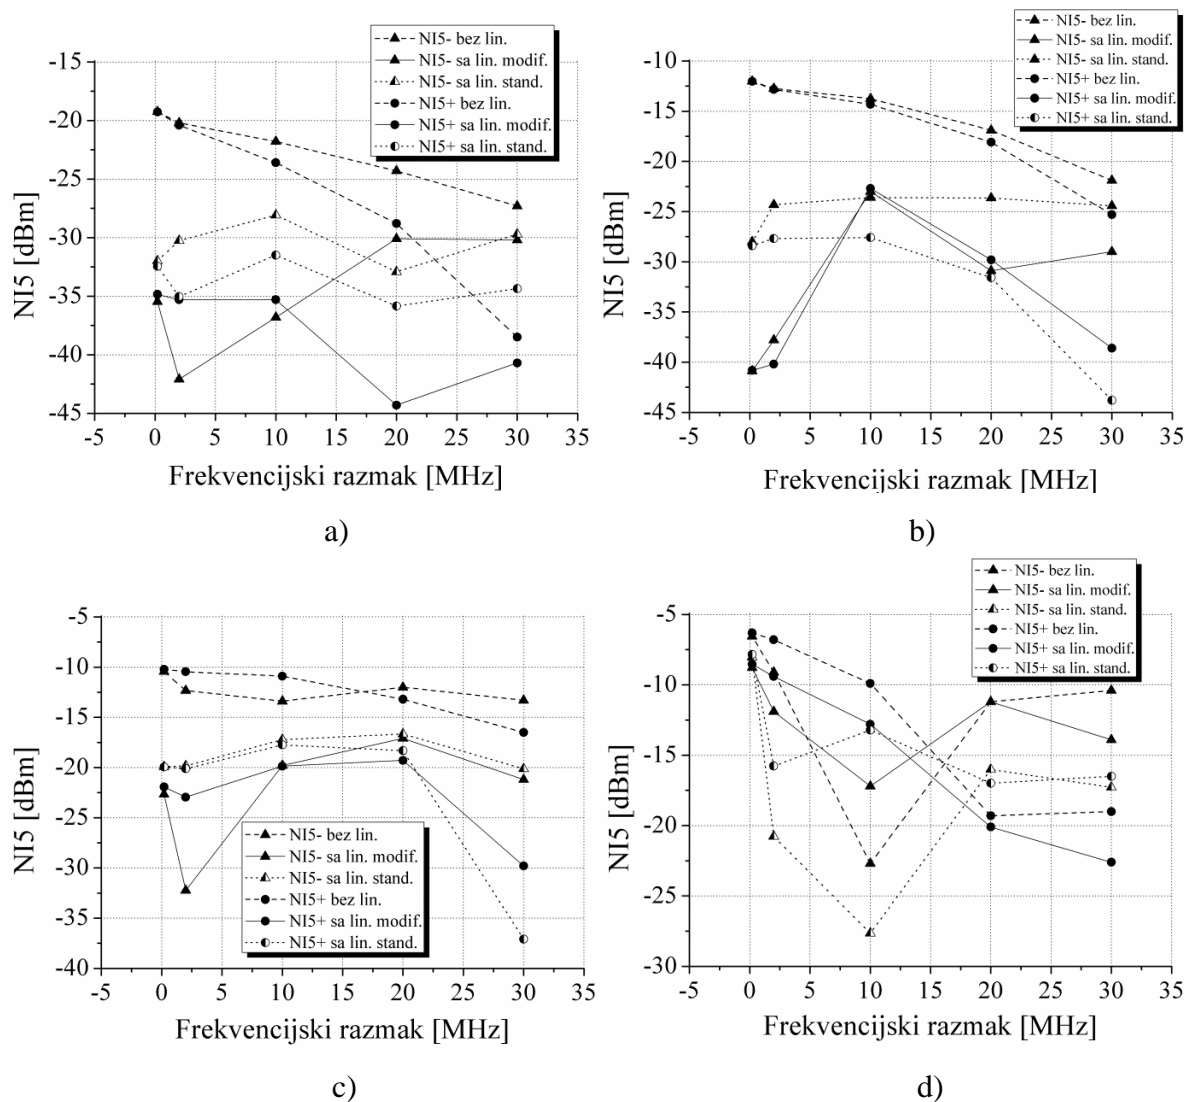 NI5- bez lin.
NI5- sa lin. modif.
NI5- sa lin. stand.
NI5+ bez lin.
NI5+ sa lin. modif.
NI5+ sa lin. stand.
-15
-20
-25
-30
-35
-40
-45
NI5 [dBm]
-5 0 5 10 15 20 25 30 35
Frekvencijski razmak [MHz]
a)
NI5- bez lin.
NI5- sa lin. modif.
NI5- sa lin. stand.
NI5+ bez lin.
NI5+ sa lin. modif.
NI5+ sa lin. stand.
-10
-15
-20
-25
-30
-35
-40
-45
NI5 [dBm]
-5 0 5 10 15 20 25 30 35
Frekvencijski razmak [MHz]
b)
-5
-10
-15
-20
-25
-30
-35
-40
NI5 [dBm]
NI5- bez lin.
NI5- sa lin. modif.
NI5- sa lin. stand.
NI5+ bez lin.
NI5+ sa lin. modif.
NI5+ sa lin. stand.
-5 0 5 10 15 20 25 30 35
Frekvencijski razmak [MHz]
c)
NI5- bez lin.
NI5- sa lin. modif.
NI5- sa lin. stand.
NI5+ bez lin.
NI5+ sa lin. modif.
NI5+ sa lin. stand.
-5
-10
-15
-20
-25
-30
NI5 [dBm]
-5 0 5 10 15 20 25 30 35
Frekvencijski razmak [MHz]
d)